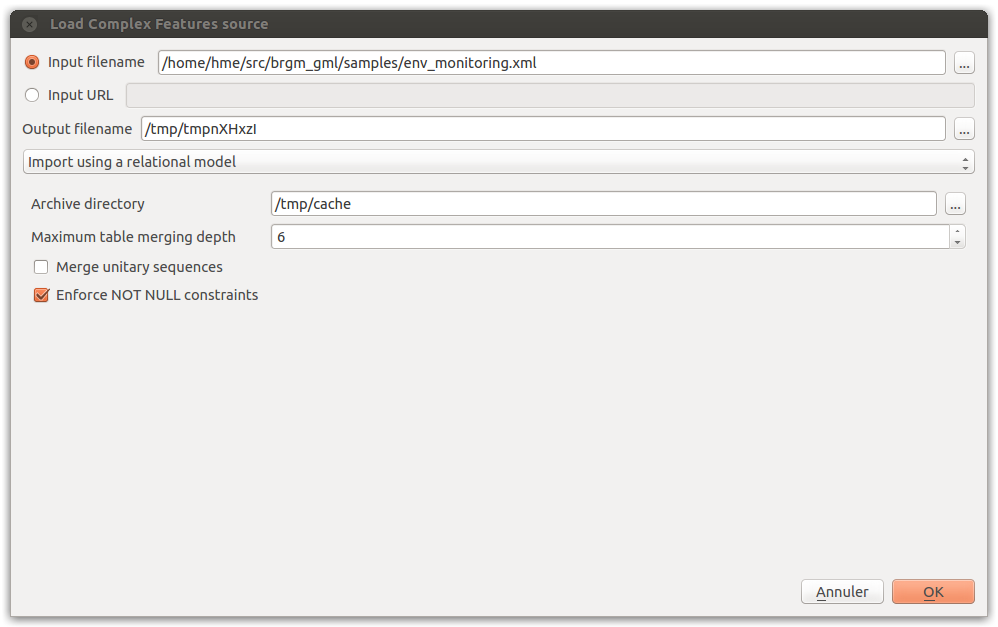 Load Complex Features source
Input filename /home/hme/src/brgm_gml/samples/env_monitoring.xml ...
Input URL
Output filename /tmp/tmpnXHxzI ...
Import using a relational model
Archive directory /tmp/cache ...
Maximum table merging depth 6
Merge unitary sequences
Enforce NOT NULL constraints
Annuler OK